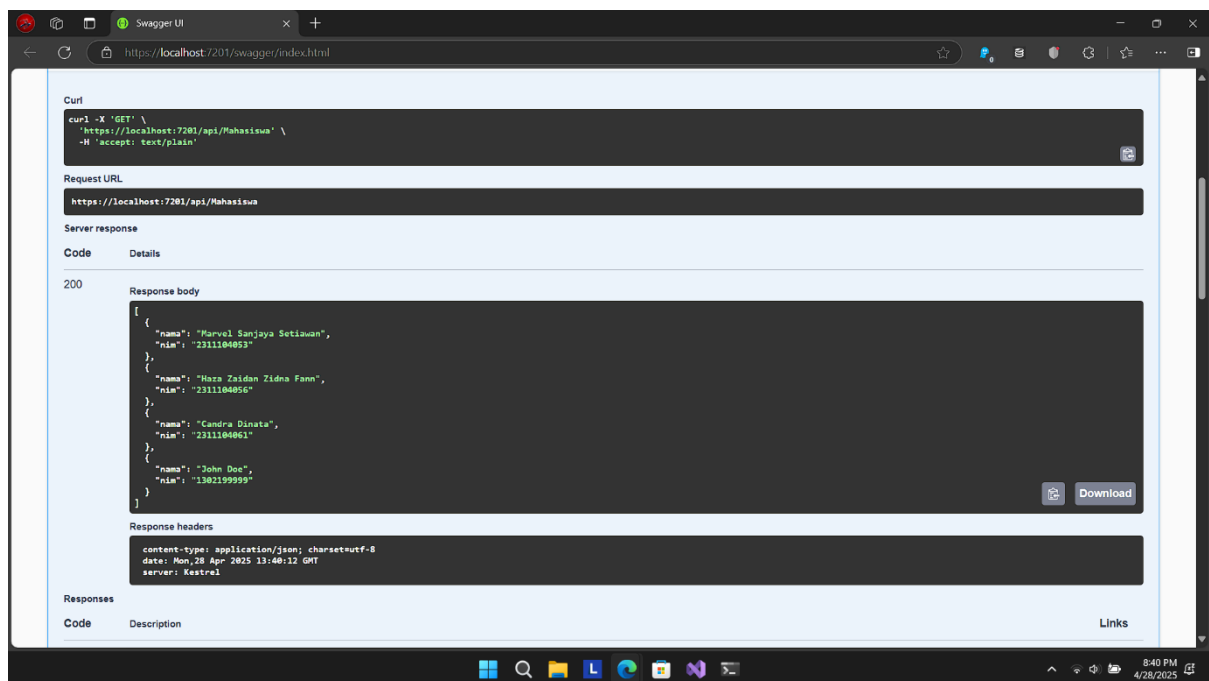 Swagger UI
https://localhost:7201/swagger/index.html
Curl
curl -X 'GET' \
'https://localhost:7201/api/Mahasiswa' \
-H 'accept: text/plain'
Request URL
https://localhost:7201/api/Mahasiswa
Server response
Code Details
200
Response body
[
{
"nama": "Marvel Sanjaya Setiawan",
"nim": "2311104053"
},
{
"nama": "Haza Zaidan Zidna Fann",
"nim": "2311104056"
},
{
"nama": "Candra Dinata",
"nim": "2311104061"
},
{
"nama": "John Doe",
"nim": "1302199999"
}
]
Download
Response headers
content-type: application/json; charset=utf-8
date: Mon,28 Apr 2025 13:40:12 GMT
server: Kestrel
Responses
Code Description Links
L
8:40 PM
4/28/2025